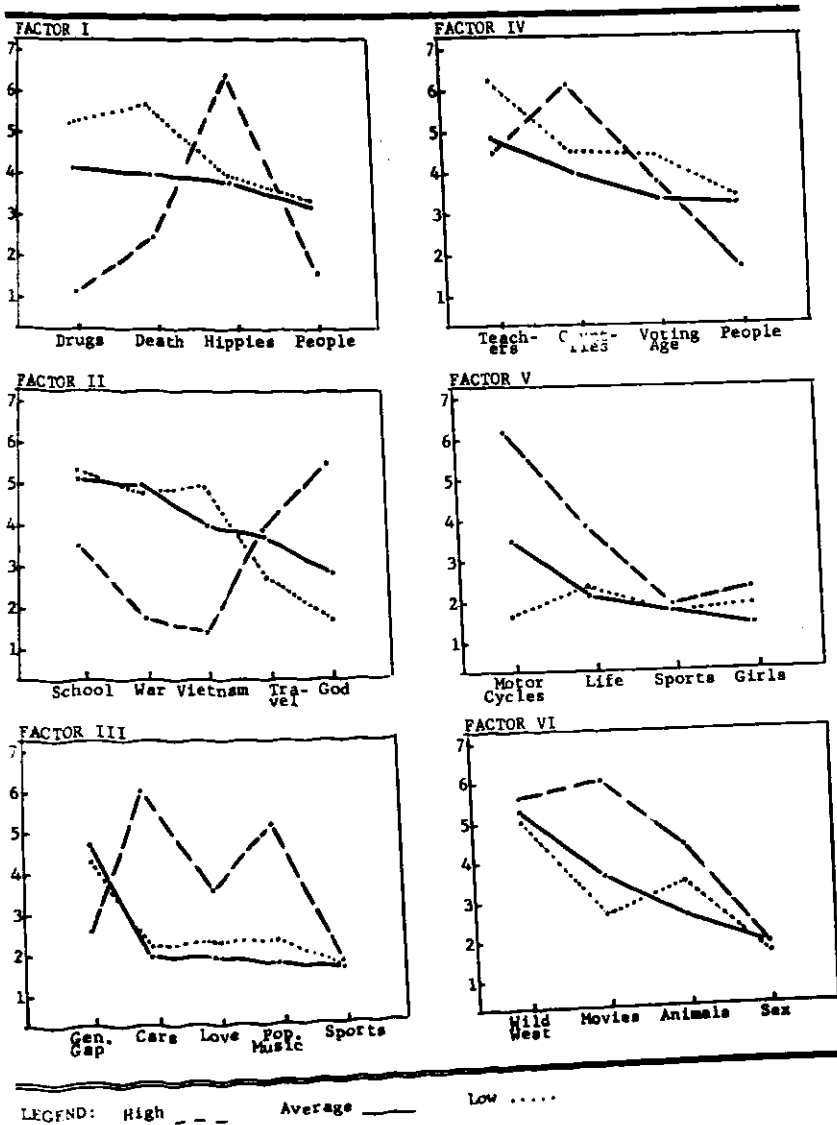 FACTOR I
7
6
5
4
3
2
1
Drugs Death Hippies People
FACTOR IV
7
6
5
4
3
2
1
Teach-
ers
Voting
Age
People
FACTOR II
7
6
5
4
3
2
1
School War Vietnam Tra-
vel
God
FACTOR V
7
6
5
4
3
2
1
Motor
Cycles
Life Sports Girls
FACTOR III
7
6
5
4
3
2
1
Gen.
Gap
Cars Love Pop.
Music
Sports
FACTOR VI
7
6
5
4
3
2
1
Wild
West
Movies Animals Sex
LEGEND: High _ _ _ Average ____ Low .....